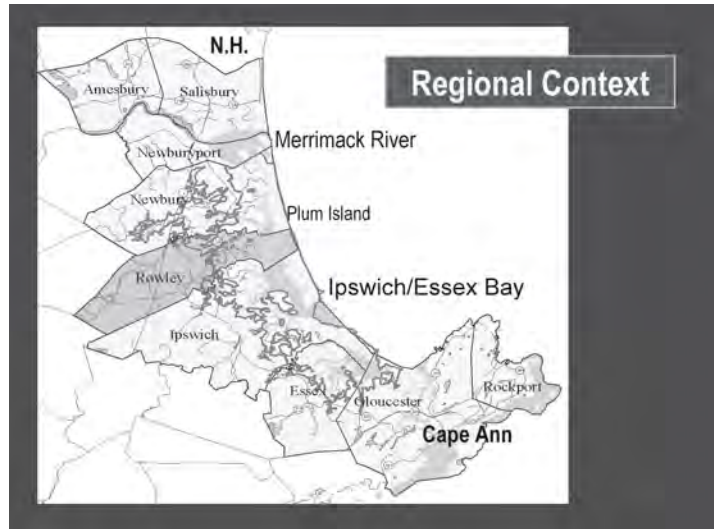 N.H.
Regional Context
Amesbury
Salisbury
Merrimack River
Newburyport
Newbury
Plum Island
Rowley
Ipswich/Essex Bay
Ipswich
Essex
Gloucester
Rockport
Cape Ann